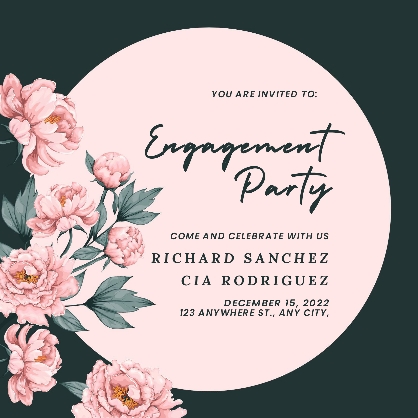 YOU ARE INVITED TO:
Engagement
Party
COME AND CELEBRATE WITH US
RICHARD SANCHEZ
CIA RODRIGUEZ
DECEMBER 15, 2022
123 ANYWHERE ST., ANY CITY,